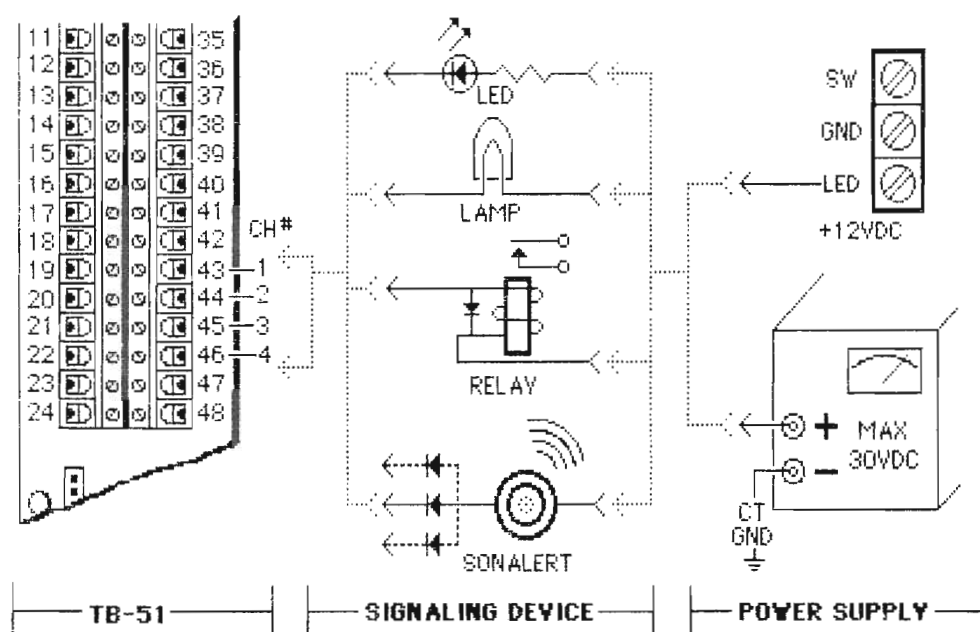 11 35
12 36
13 37
14 38
15 39
16 40
17 41
18 42
19 43
20 44
21 45
22 46
23 47
24 48
CH#
1
2
3
4
TB-51
LED
LAMP
RELAY
SONALERT
SIGNALING DEVICE
SW
GND
LED
+12VDC
+ MAX
30VDC
−
CT
GND
POWER SUPPLY